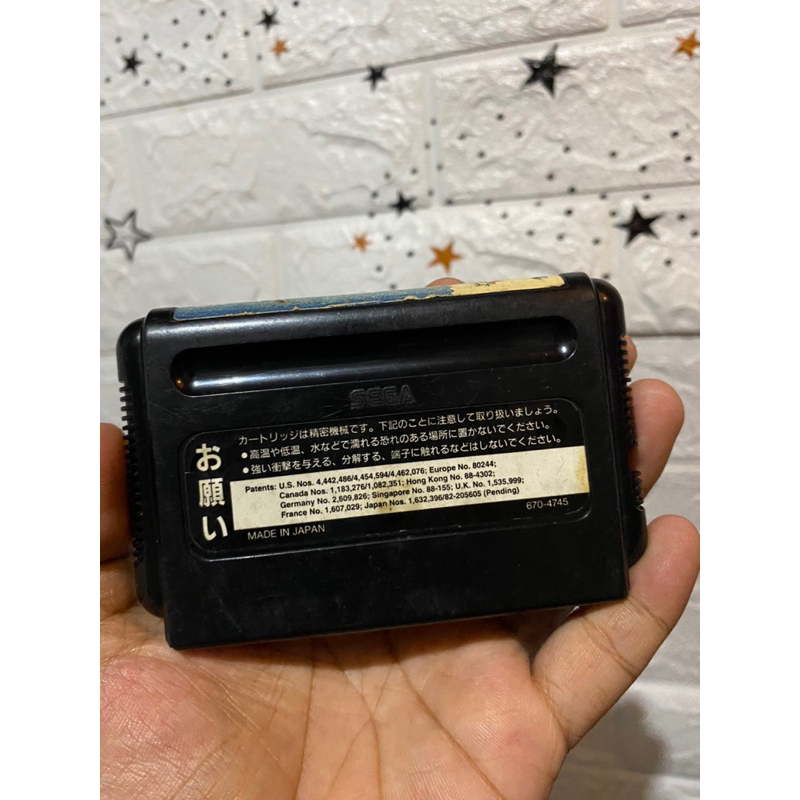 SEGA
お願い
カートリッジは精密機械です。下記のことに注意して取り扱いましょう。
●高温や低温、水などで濡れる恐れのある場所に置かないでください。
●強い衝撃を与える、分解する、端子に触れるなどはしないでください。
Patents: U.S. Nos. 4,442,486/4,454,594/4,462,076; Europe No. 80244;
Canada Nos. 1,183,276/1,082,351; Hong Kong No. 88-4302;
Germany No. 2,609,826; Singapore No. 88-155; U.K. No. 1,535,999;
France No. 1,607,029; Japan Nos. 1,632,396/82-205605 (Pending)
MADE IN JAPAN
670-4745